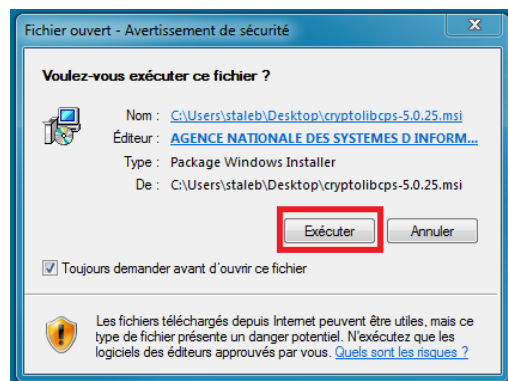 Fichier ouvert - Avertissement de sécurité
x
Voulez-vous exécuter ce fichier ?
Nom : C:\Users\staleb\Desktop\cryptolibcps-5.0.25.msi
Éditeur : AGENCE NATIONALE DES SYSTEMES D INFORM...
Type : Package Windows Installer
De : C:\Users\staleb\Desktop\cryptolibcps-5.0.25.msi
Exécuter Annuler
Toujours demander avant d'ouvrir ce fichier
Les fichiers téléchargés depuis Internet peuvent être utiles, mais ce
type de fichier présente un danger potentiel. N'exécutez que les
logiciels des éditeurs approuvés par vous. Quels sont les risques ?